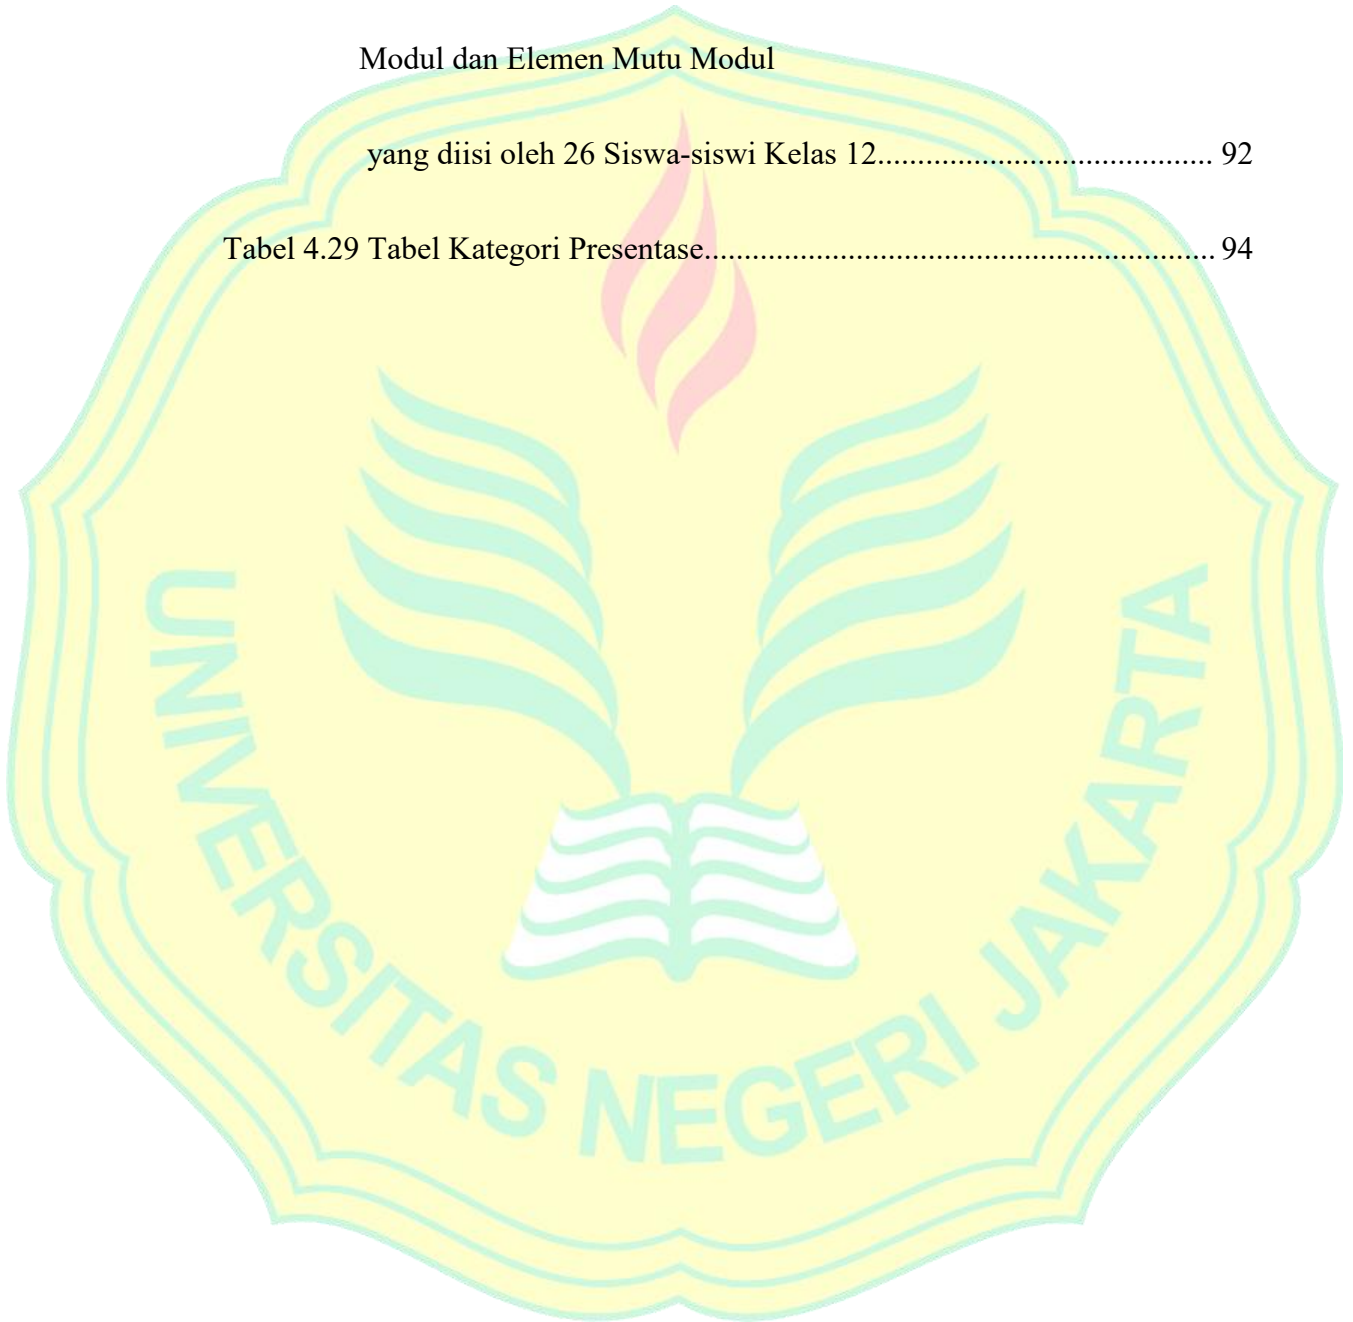 Modul dan Elemen Mutu Modul
yang diisi oleh 26 Siswa-siswi Kelas 12......................................... 92
Tabel 4.29 Tabel Kategori Presentase............................................................... 94
UNIVERSITAS NEGERI JAKARTA